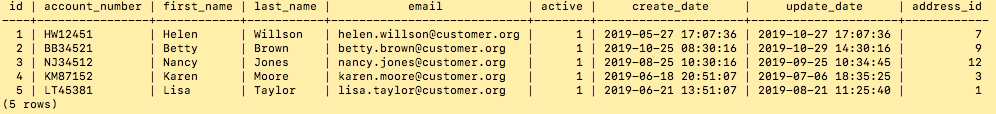 id | account_number | first_name | last_name | email | active | create_date | update_date | address_id
----+----------------+------------+-----------+---------------------------+--------+---------------------+---------------------+------------
1 | HW12451 | Helen | Willson | helen.willson@customer.org | 1 | 2019-05-27 17:07:36 | 2019-10-27 17:07:36 | 7
2 | BB34521 | Betty | Brown | betty.brown@customer.org | 1 | 2019-10-25 08:30:16 | 2019-10-29 14:30:16 | 9
3 | NJ34512 | Nancy | Jones | nancy.jones@customer.org | 1 | 2019-08-25 10:30:16 | 2019-09-25 10:34:45 | 12
4 | KM87152 | Karen | Moore | karen.moore@customer.org | 1 | 2019-06-18 20:51:07 | 2019-07-06 18:35:25 | 3
5 | LT45381 | Lisa | Taylor | lisa.taylor@customer.org | 1 | 2019-06-21 13:51:07 | 2019-08-21 11:25:40 | 1
(5 rows)